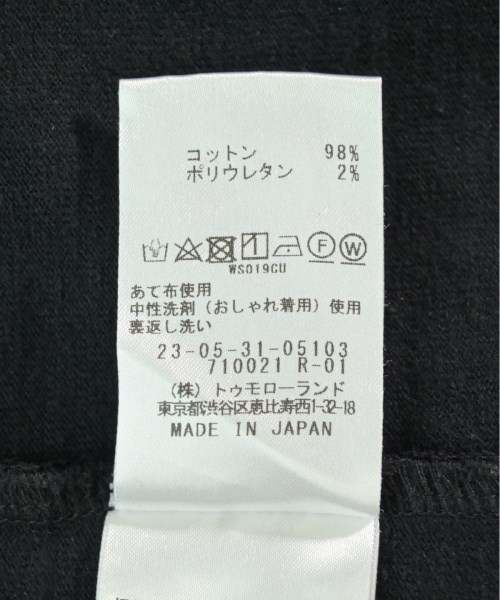 コットン 98%
ポリウレタン 2%
F W
WS019CU
あて布使用
中性洗剤（おしゃれ着用）使用
裏返し洗い
23-05-31-05103
710021 R-01
（株）トゥモローランド
東京都渋谷区恵比寿西1-32-18
MADE IN JAPAN